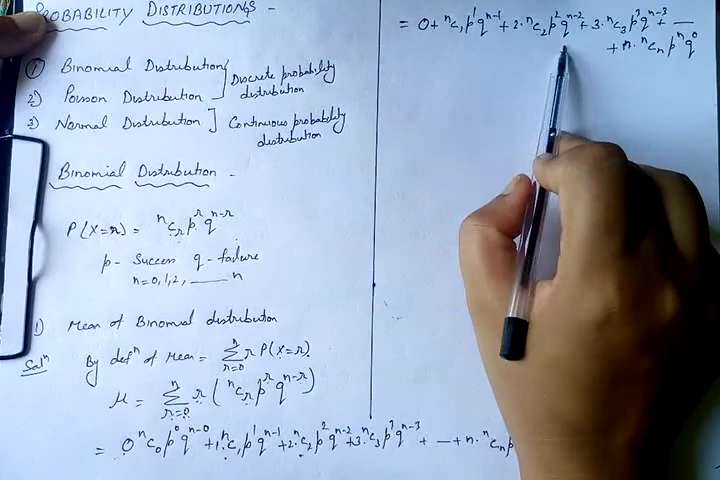 PROBABILITY DISTRIBUTIONS -
1) Binomial Distribution
2) Poisson Distribution
] Discrete probability
distribution
3) Normal Distribution ] Continuous probability
distribution
Binomial Distribution -
P(X=r) = ⁿCᵣ pʳ qⁿ⁻ʳ
p - Success q - failure
n=0,1,2, —— n
1) Mean of Binomial distribution
Solⁿ By defⁿ of Mean = Σⁿᵣ₌₀ r P(X=r).
μ = Σⁿᵣ₌₀ r (ⁿCᵣ pʳ qⁿ⁻ʳ)
= 0 ⁿC₀ p⁰ qⁿ⁻⁰ + 1·ⁿC₁ p¹ qⁿ⁻¹ + 2·ⁿC₂ p² qⁿ⁻² + 3·ⁿC₃ p³ qⁿ⁻³ + — + n·ⁿCₙ p
= 0 + ⁿC₁ p¹ qⁿ⁻¹ + 2·ⁿC₂ p² qⁿ⁻² + 3·ⁿC₃ p³ qⁿ⁻³ + —
+ n·ⁿCₙ pⁿ q⁰